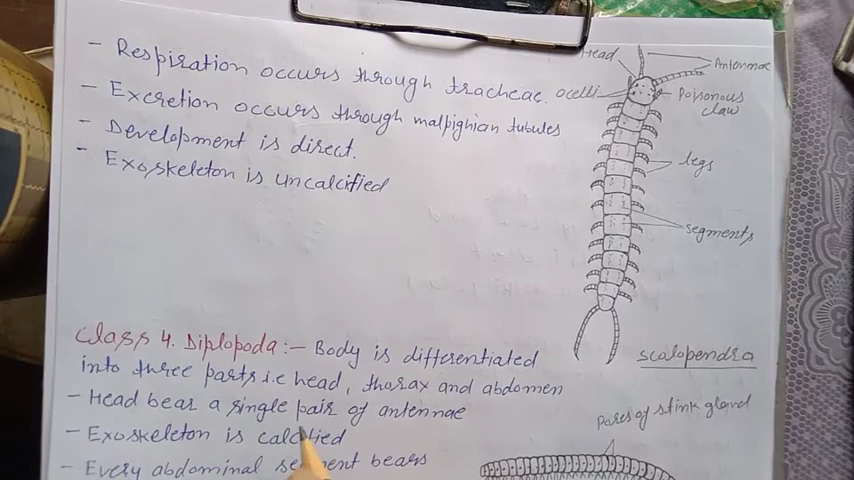 - Respiration occurs through tracheae.
- Excretion occurs through malpighian tubules
- Development is direct.
- Exoskeleton is uncalcified
Head
Antennae
ocelli
Poisonous
claw
legs
segments
scolopendra
Class 4. Diplopoda :- Body is differentiated
into three parts i.e head, thorax and abdomen
- Head bear a single pair of antennae
- Exoskeleton is calcified
- Every abdominal segment bears
Pores of stink gland